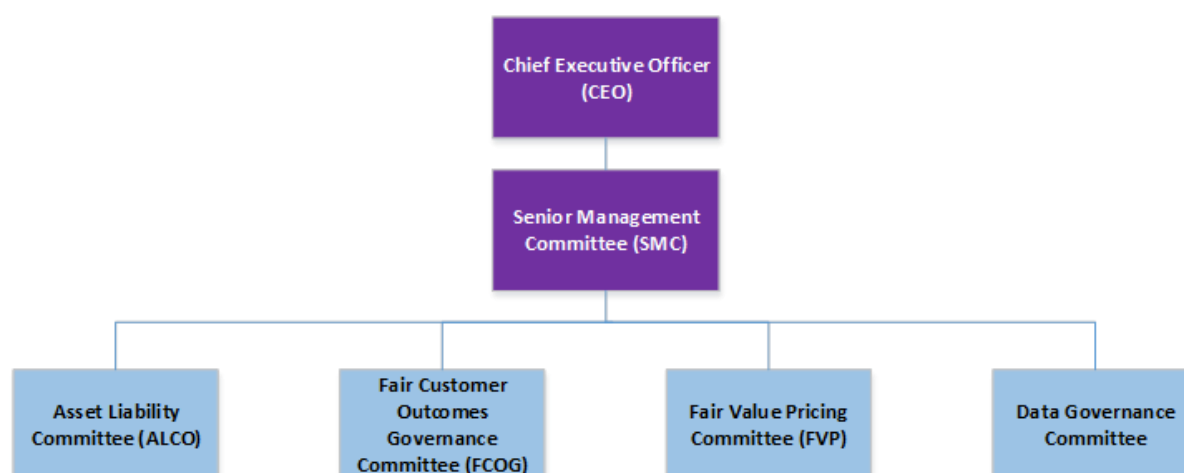 Chief Executive Officer
(CEO)
Senior Management
Committee (SMC)
Asset Liability
Committee (ALCO)
Fair Customer
Outcomes
Governance
Committee (FCOG)
Fair Value Pricing
Committee (FVP)
Data Governance
Committee